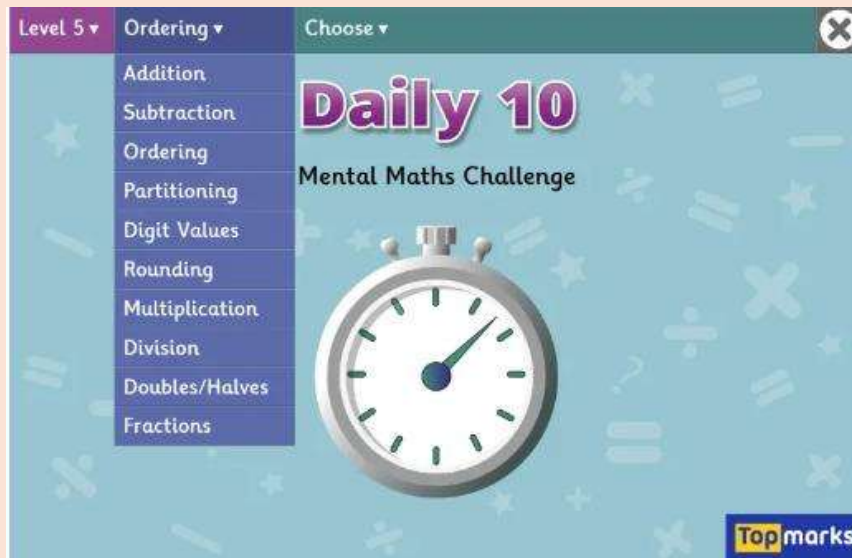 Level 5 ▾ Ordering ▾ Choose ▾
Addition
Subtraction
Ordering
Partitioning
Digit Values
Rounding
Multiplication
Division
Doubles/Halves
Fractions
Daily 10
Mental Maths Challenge
Topmarks